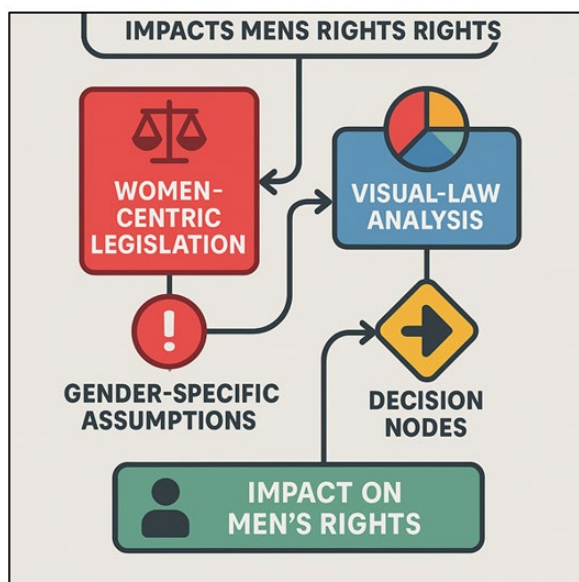 IMPACTS MENS RIGHTS RIGHTS
WOMEN-
CENTRIC
LEGISLATION
VISUAL-LAW
ANALYSIS
!
GENDER-SPECIFIC
ASSUMPTIONS
DECISION
NODES
IMPACT ON
MEN'S RIGHTS